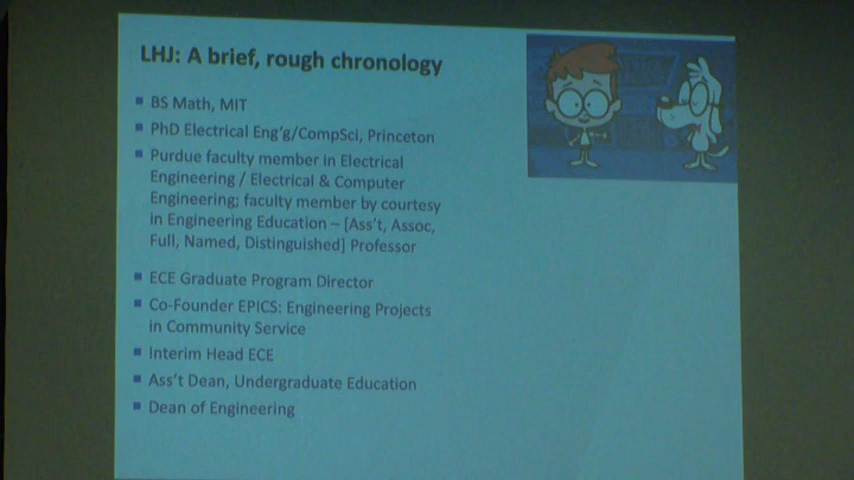 LHJ: A brief, rough chronology
BS Math, MIT
PhD Electrical Eng'g/CompSci, Princeton
Purdue faculty member in Electrical
Engineering / Electrical & Computer
Engineering; faculty member by courtesy
in Engineering Education – [Ass't, Assoc,
Full, Named, Distinguished] Professor
ECE Graduate Program Director
Co-Founder EPICS: Engineering Projects
in Community Service
Interim Head ECE
Ass't Dean, Undergraduate Education
Dean of Engineering